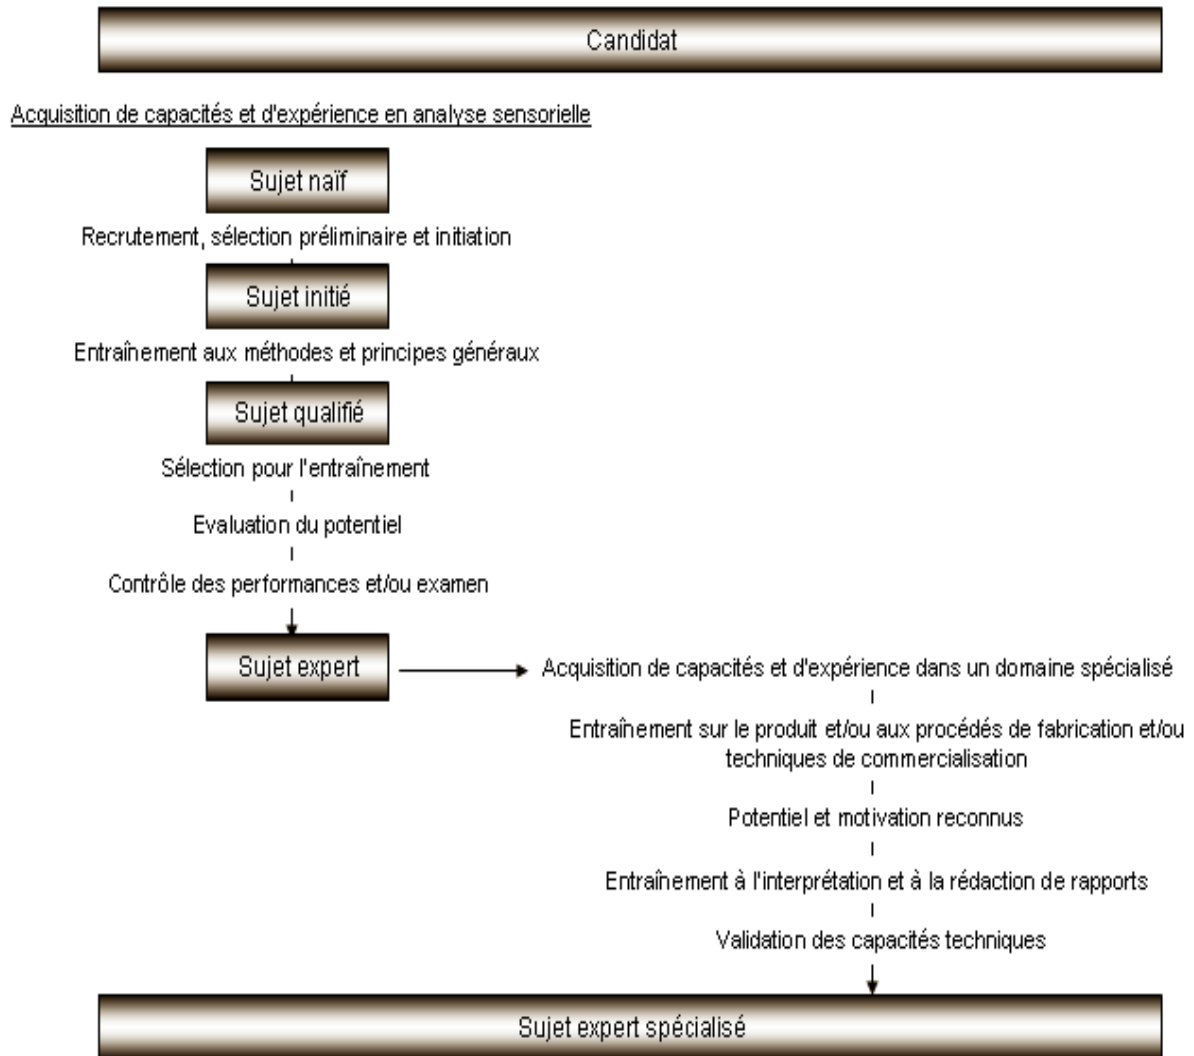 Candidat
Acquisition de capacités et d'expérience en analyse sensorielle
Sujet naïf
Recrutement, sélection préliminaire et initiation
Sujet initié
Entraînement aux méthodes et principes généraux
Sujet qualifié
Sélection pour l'entraînement
Evaluation du potentiel
Contrôle des performances et/ou examen
Sujet expert
Acquisition de capacités et d'expérience dans un domaine spécialisé
Entraînement sur le produit et/ou aux procédés de fabrication et/ou
techniques de commercialisation
Potentiel et motivation reconnus
Entraînement à l'interprétation et à la rédaction de rapports
Validation des capacités techniques
Sujet expert spécialisé